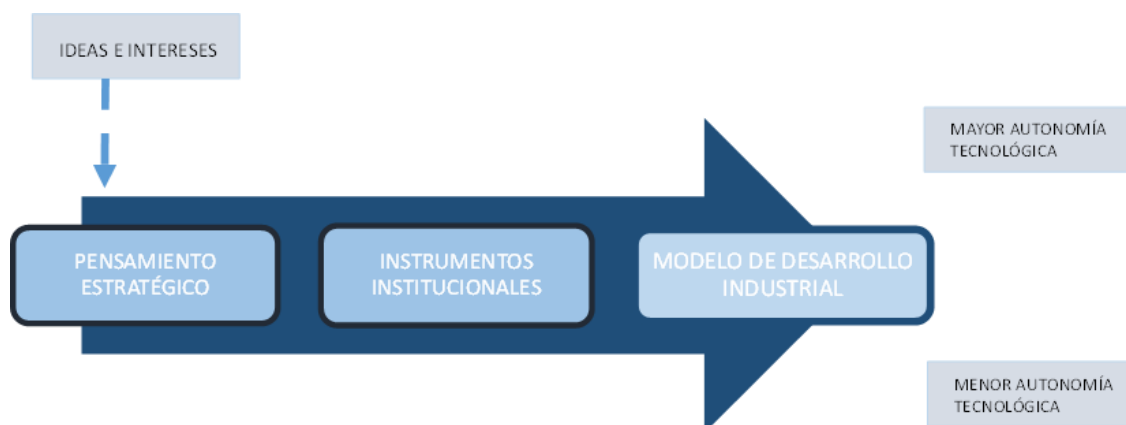 IDEAS E INTERESES
MAYOR AUTONOMÍA
TECNOLÓGICA
PENSAMIENTO
ESTRATÉGICO
INSTRUMENTOS
INSTITUCIONALES
MODELO DE DESARROLLO
INDUSTRIAL
MENOR AUTONOMÍA
TECNOLÓGICA